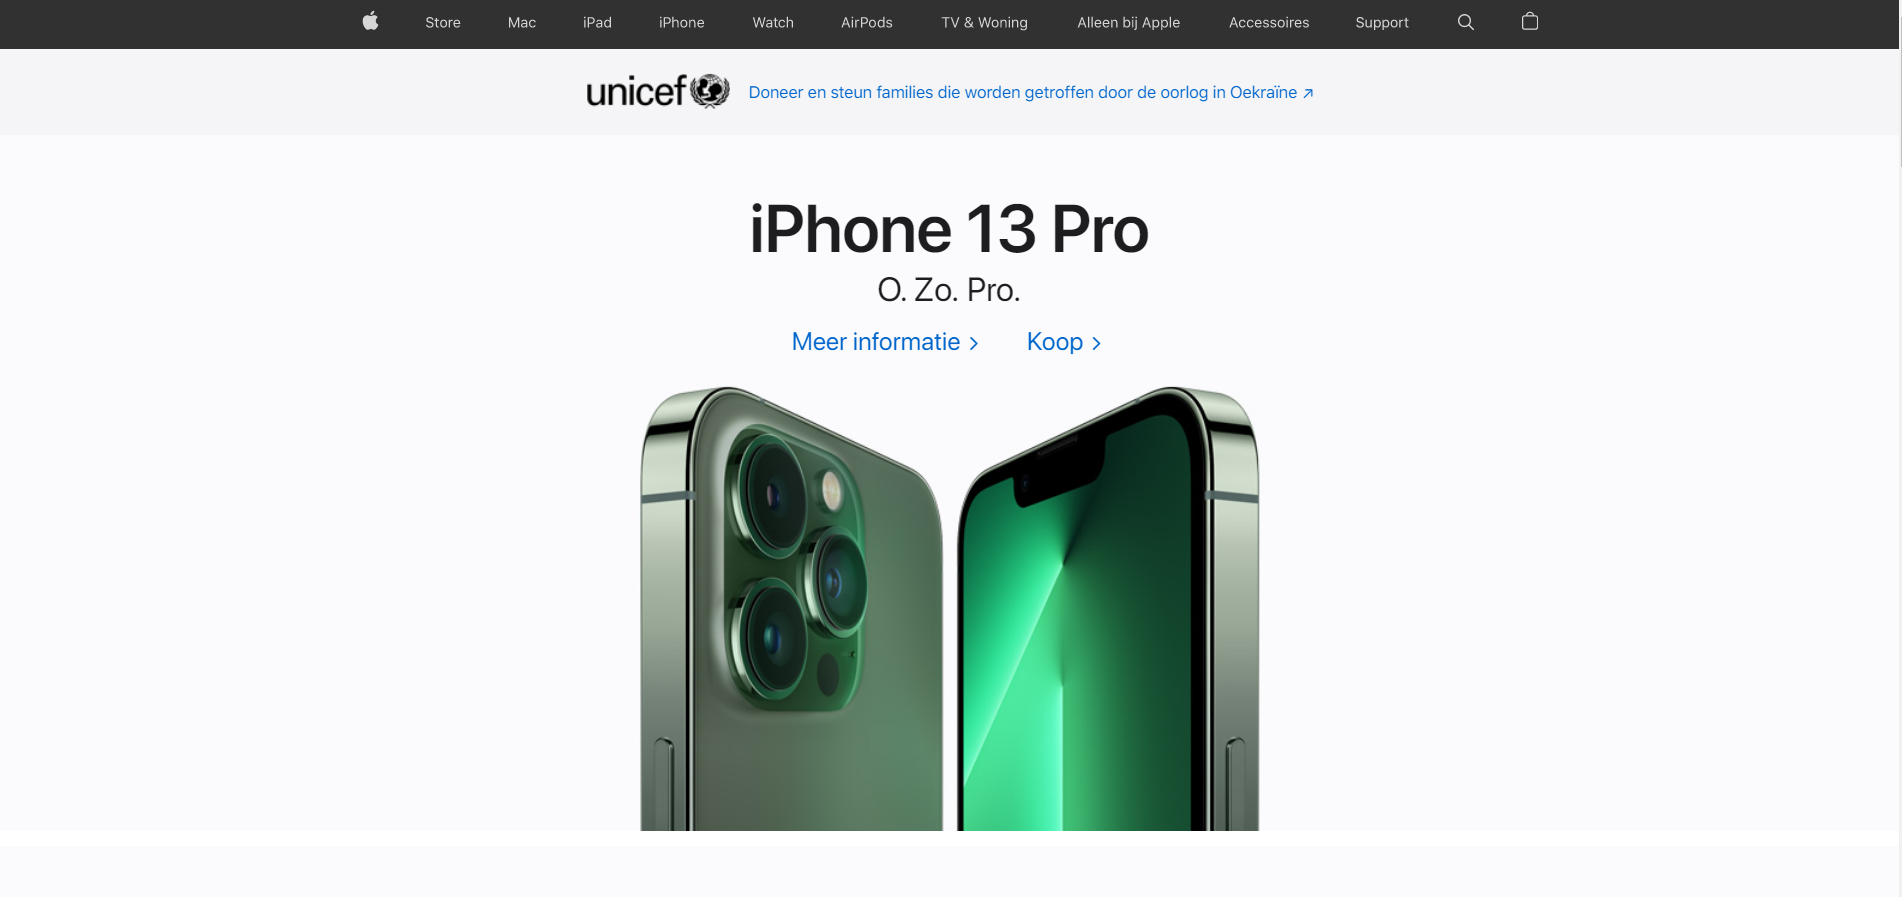 Store Mac iPad iPhone Watch AirPods TV & Woning Alleen bij Apple Accessoires Support
unicef Doneer en steun families die worden getroffen door de oorlog in Oekraïne
iPhone 13 Pro
O. Zo. Pro.
Meer informatie Koop